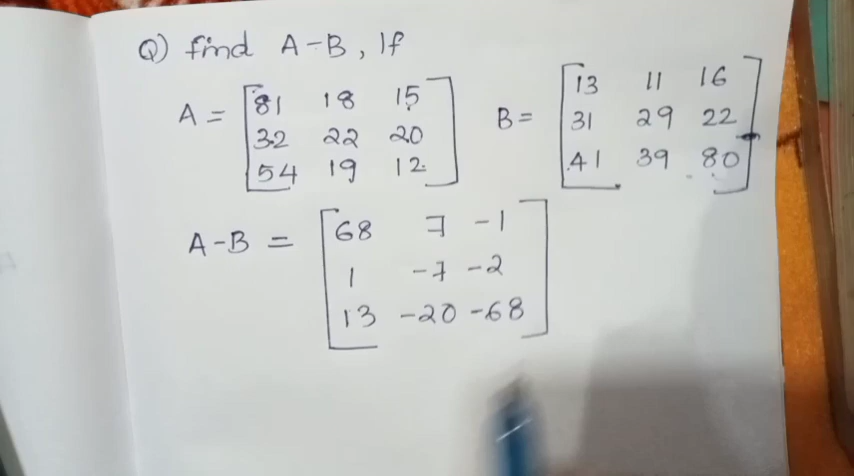 Q) find A-B, If
A = [81 18 15
32 22 20
54 19 12]
B = [13 11 16
31 29 22
41 39 80]
A-B = [68 7 -1
1 -7 -2
13 -20 -68]